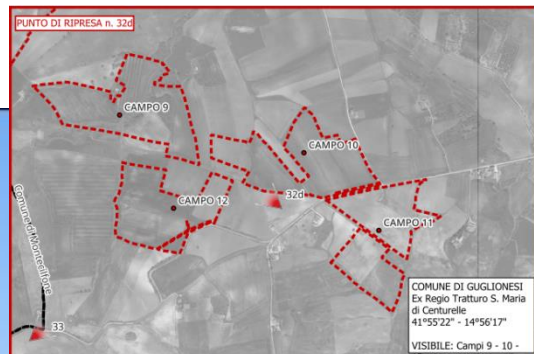 PUNTO DI RIPRESA n. 32d
CAMPO 9
CAMPO 10
32d
CAMPO 12
CAMPO 11
Comune di Montecilfone
33
COMUNE DI GUGLIONESI
Ex Regio Tratturo S. Maria
di Centurelle
41°55'22" - 14°56'17"
VISIBILE: Campi 9 - 10 -